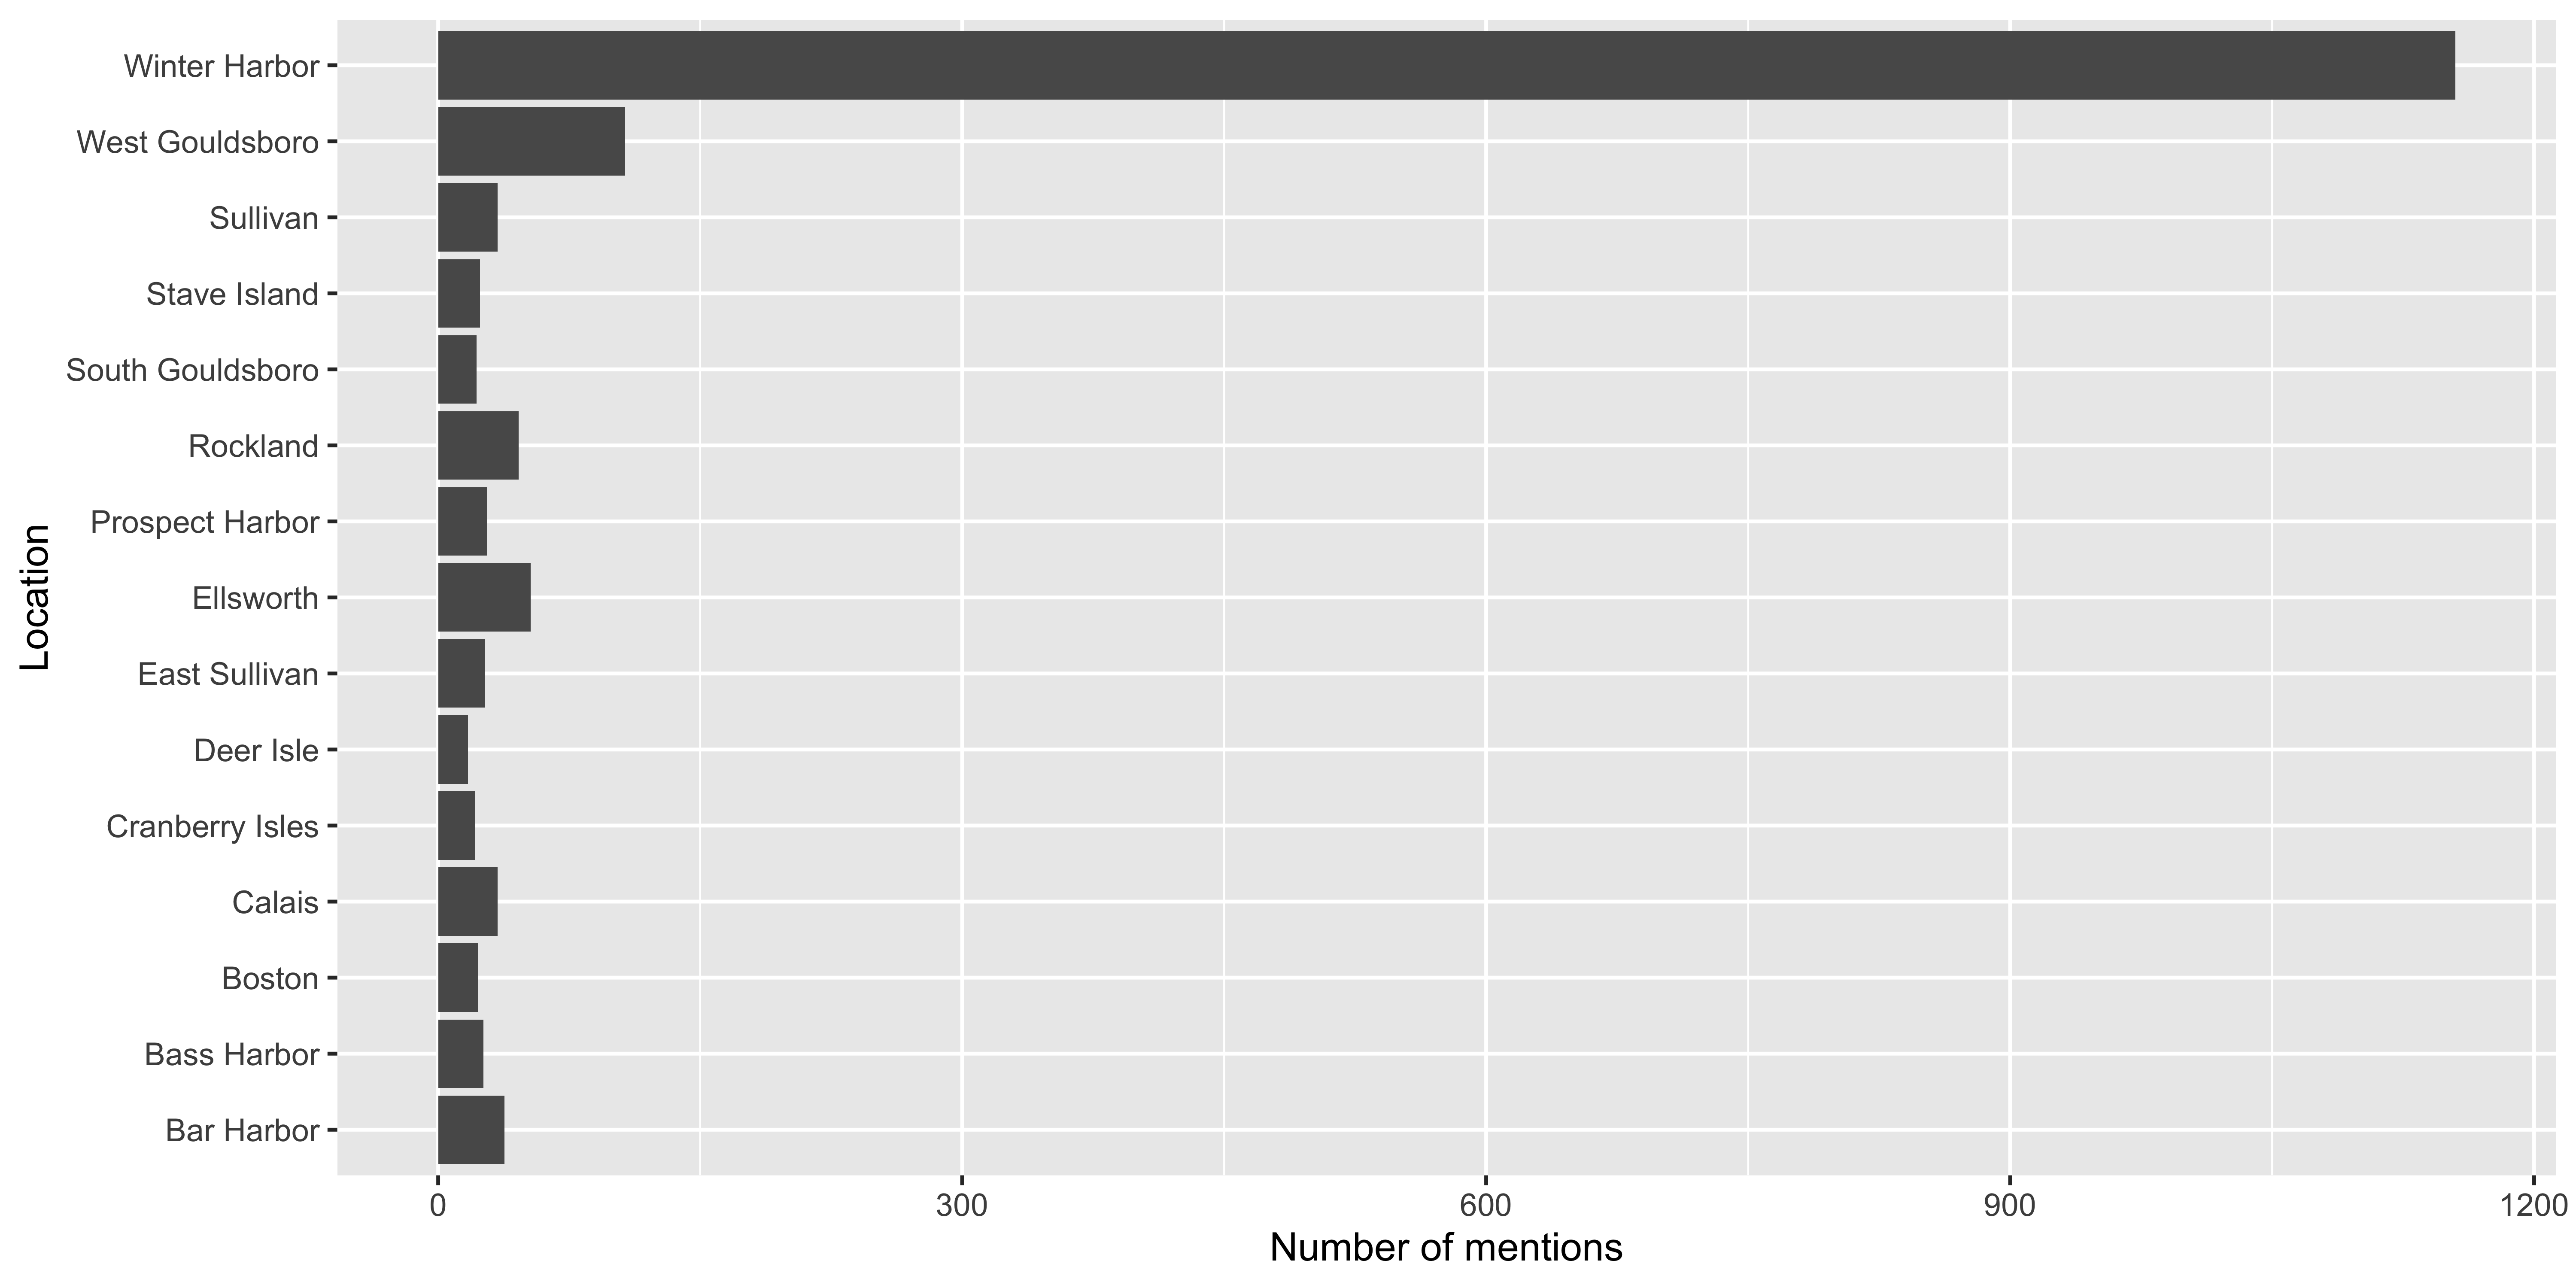 Winter Harbor
West Gouldsboro
Sullivan
Stave Island
South Gouldsboro
Rockland
Prospect Harbor
Ellsworth
East Sullivan
Deer Isle
Cranberry Isles
Calais
Boston
Bass Harbor
Bar Harbor
Location
0 300 600 900 1200
Number of mentions